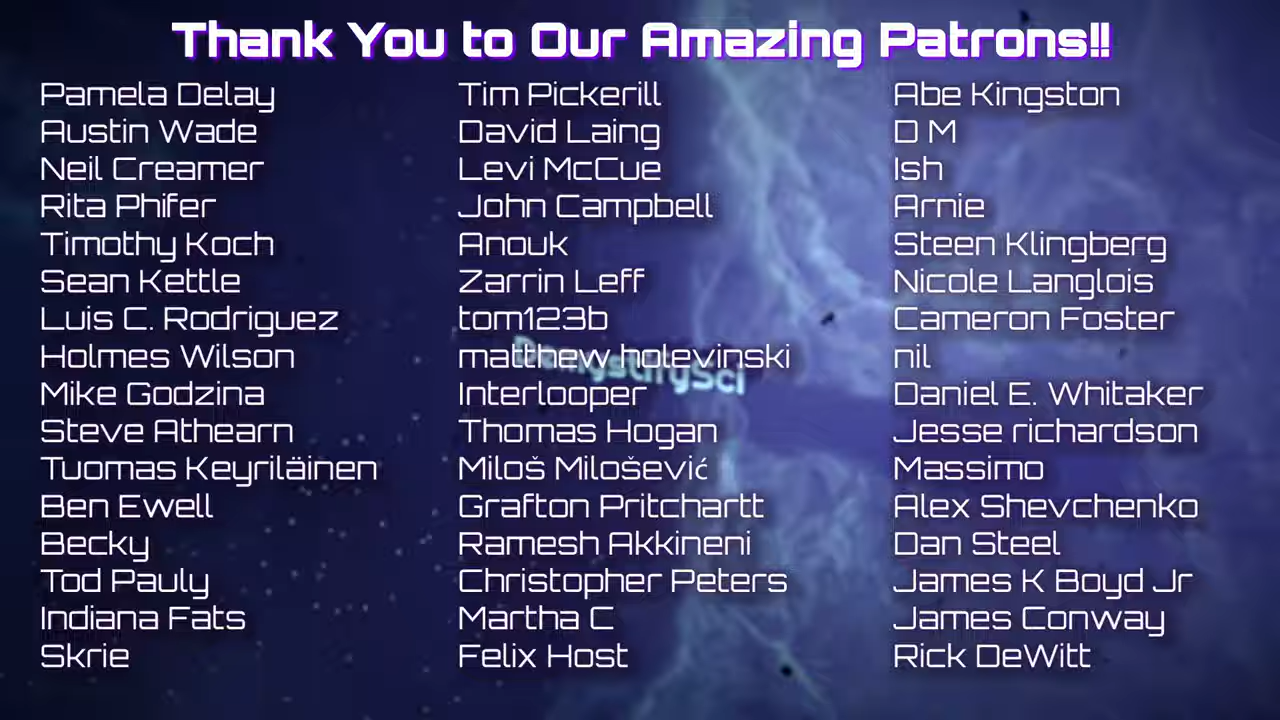 Thank You to Our Amazing Patrons!!
Pamela Delay
Austin Wade
Neil Creamer
Rita Phifer
Timothy Koch
Sean Kettle
Luis C. Rodriguez
Holmes Wilson
Mike Godzina
Steve Athearn
Tuomas Keyriläinen
Ben Ewell
Becky
Tod Pauly
Indiana Fats
Skrie
Tim Pickerill
David Laing
Levi McCue
John Campbell
Anouk
Zarrin Leff
tom123b
matthew holevinski
Interlooper
Thomas Hogan
Miloš Milošević
Grafton Pritchartt
Ramesh Akkineni
Christopher Peters
Martha C
Felix Host
Abe Kingston
D M
Ish
Arnie
Steen Klingberg
Nicole Langlois
Cameron Foster
nil
Daniel E. Whitaker
Jesse richardson
Massimo
Alex Shevchenko
Dan Steel
James K Boyd Jr
James Conway
Rick DeWitt
DemystifySci